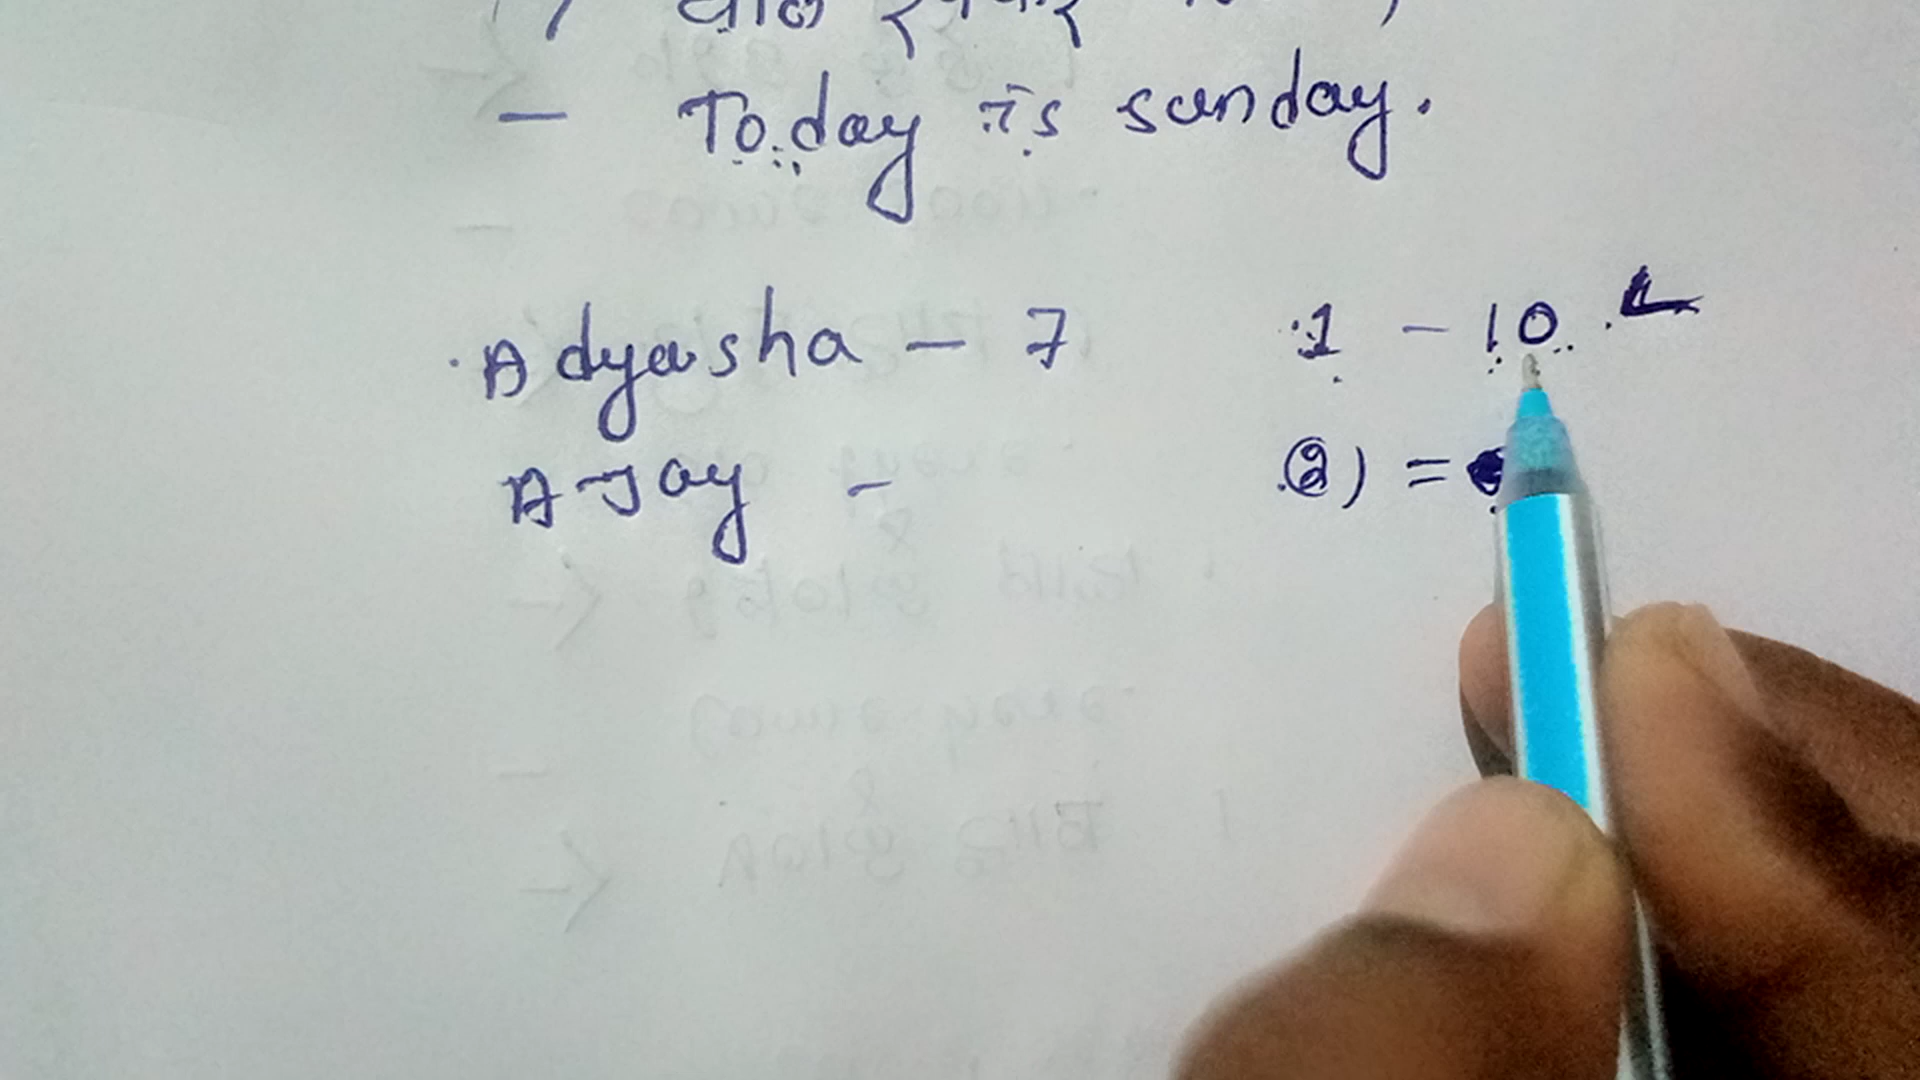 - Today is sunday.
Adyasha - 7 1 - 10
AJay - 2) =